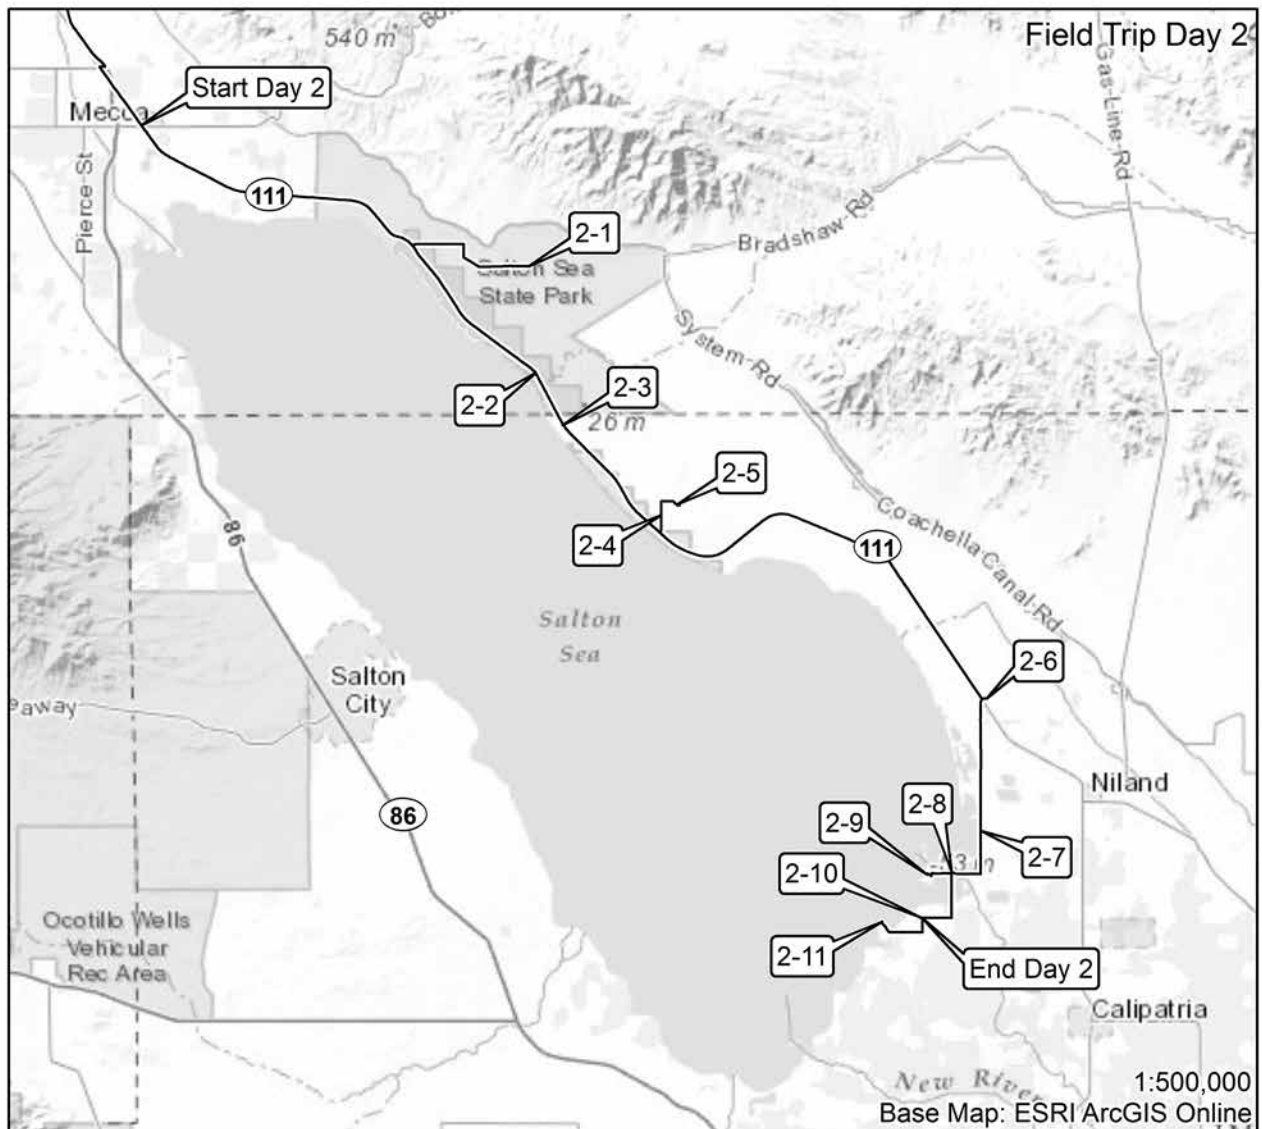 Field Trip Day 2
540 m
Start Day 2
Mecca
Gas-Line-Rd
Pierce St
111
2-1
Bradshaw-Rd
Salton Sea
State Park
System-Rd
2-2
2-3
26 m
2-5
2-4
86
Coachella-Canal-Rd
111
Salton
Sea
2-6
Salton
City
eaway
Niland
86
2-8
2-9
2-7
-53 m
2-10
Ocotillo Wells
Vehicular
Rec Area
2-11
End Day 2
Calipatria
New River
1:500,000
Base Map: ESRI ArcGIS Online